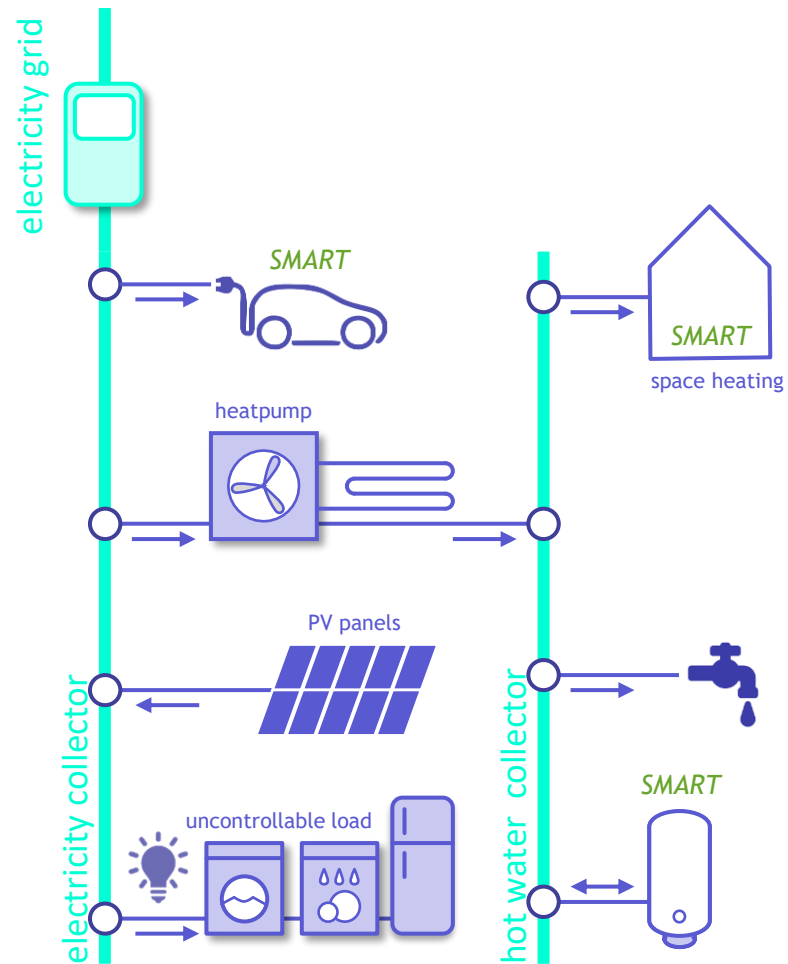 electricity grid
SMART
SMART
space heating
heatpump
PV panels
electricity collector
hot water collector
SMART
uncontrollable load